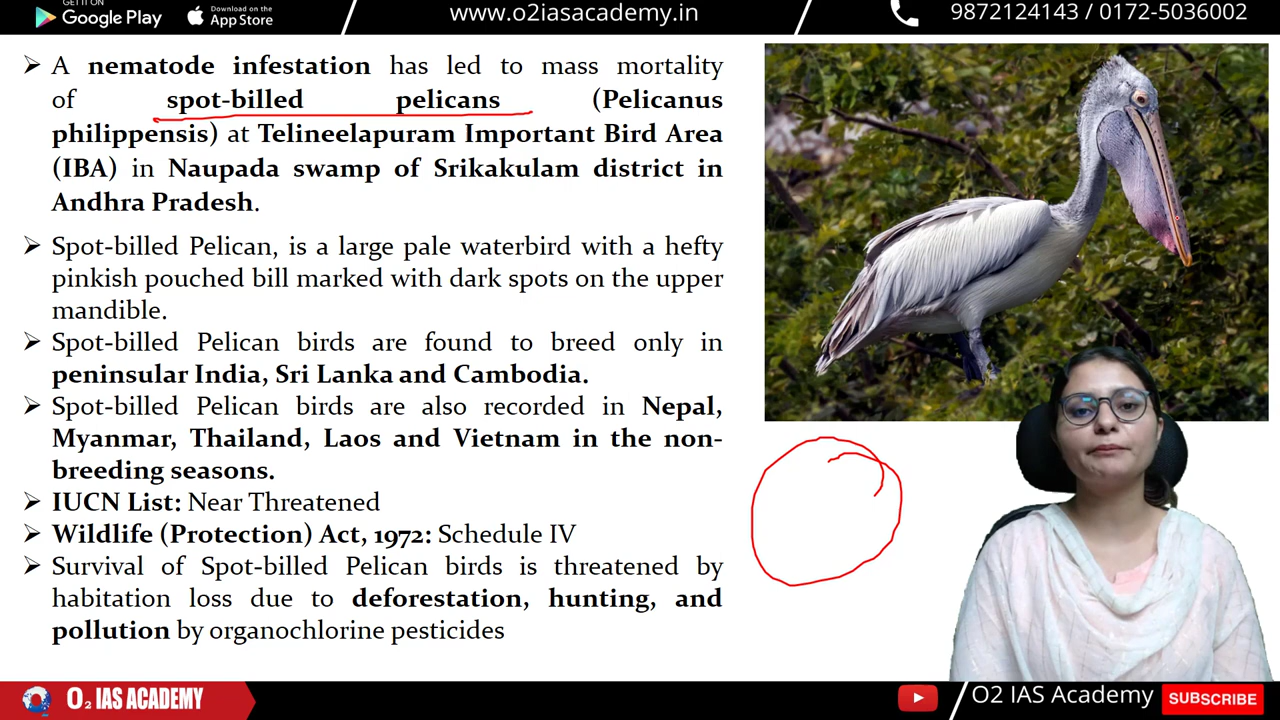 GET IT ON
Google Play
Download on the
App Store
www.o2iasacademy.in
9872124143 / 0172-5036002
➢ A nematode infestation has led to mass mortality
of spot-billed pelicans (Pelicanus
philippensis) at Telineelapuram Important Bird Area
(IBA) in Naupada swamp of Srikakulam district in
Andhra Pradesh.
➢ Spot-billed Pelican, is a large pale waterbird with a hefty
pinkish pouched bill marked with dark spots on the upper
mandible.
➢ Spot-billed Pelican birds are found to breed only in
peninsular India, Sri Lanka and Cambodia.
➢ Spot-billed Pelican birds are also recorded in Nepal,
Myanmar, Thailand, Laos and Vietnam in the non-
breeding seasons.
➢ IUCN List: Near Threatened
➢ Wildlife (Protection) Act, 1972: Schedule IV
➢ Survival of Spot-billed Pelican birds is threatened by
habitation loss due to deforestation, hunting, and
pollution by organochlorine pesticides
O₂ IAS ACADEMY
O2 IAS Academy
SUBSCRIBE